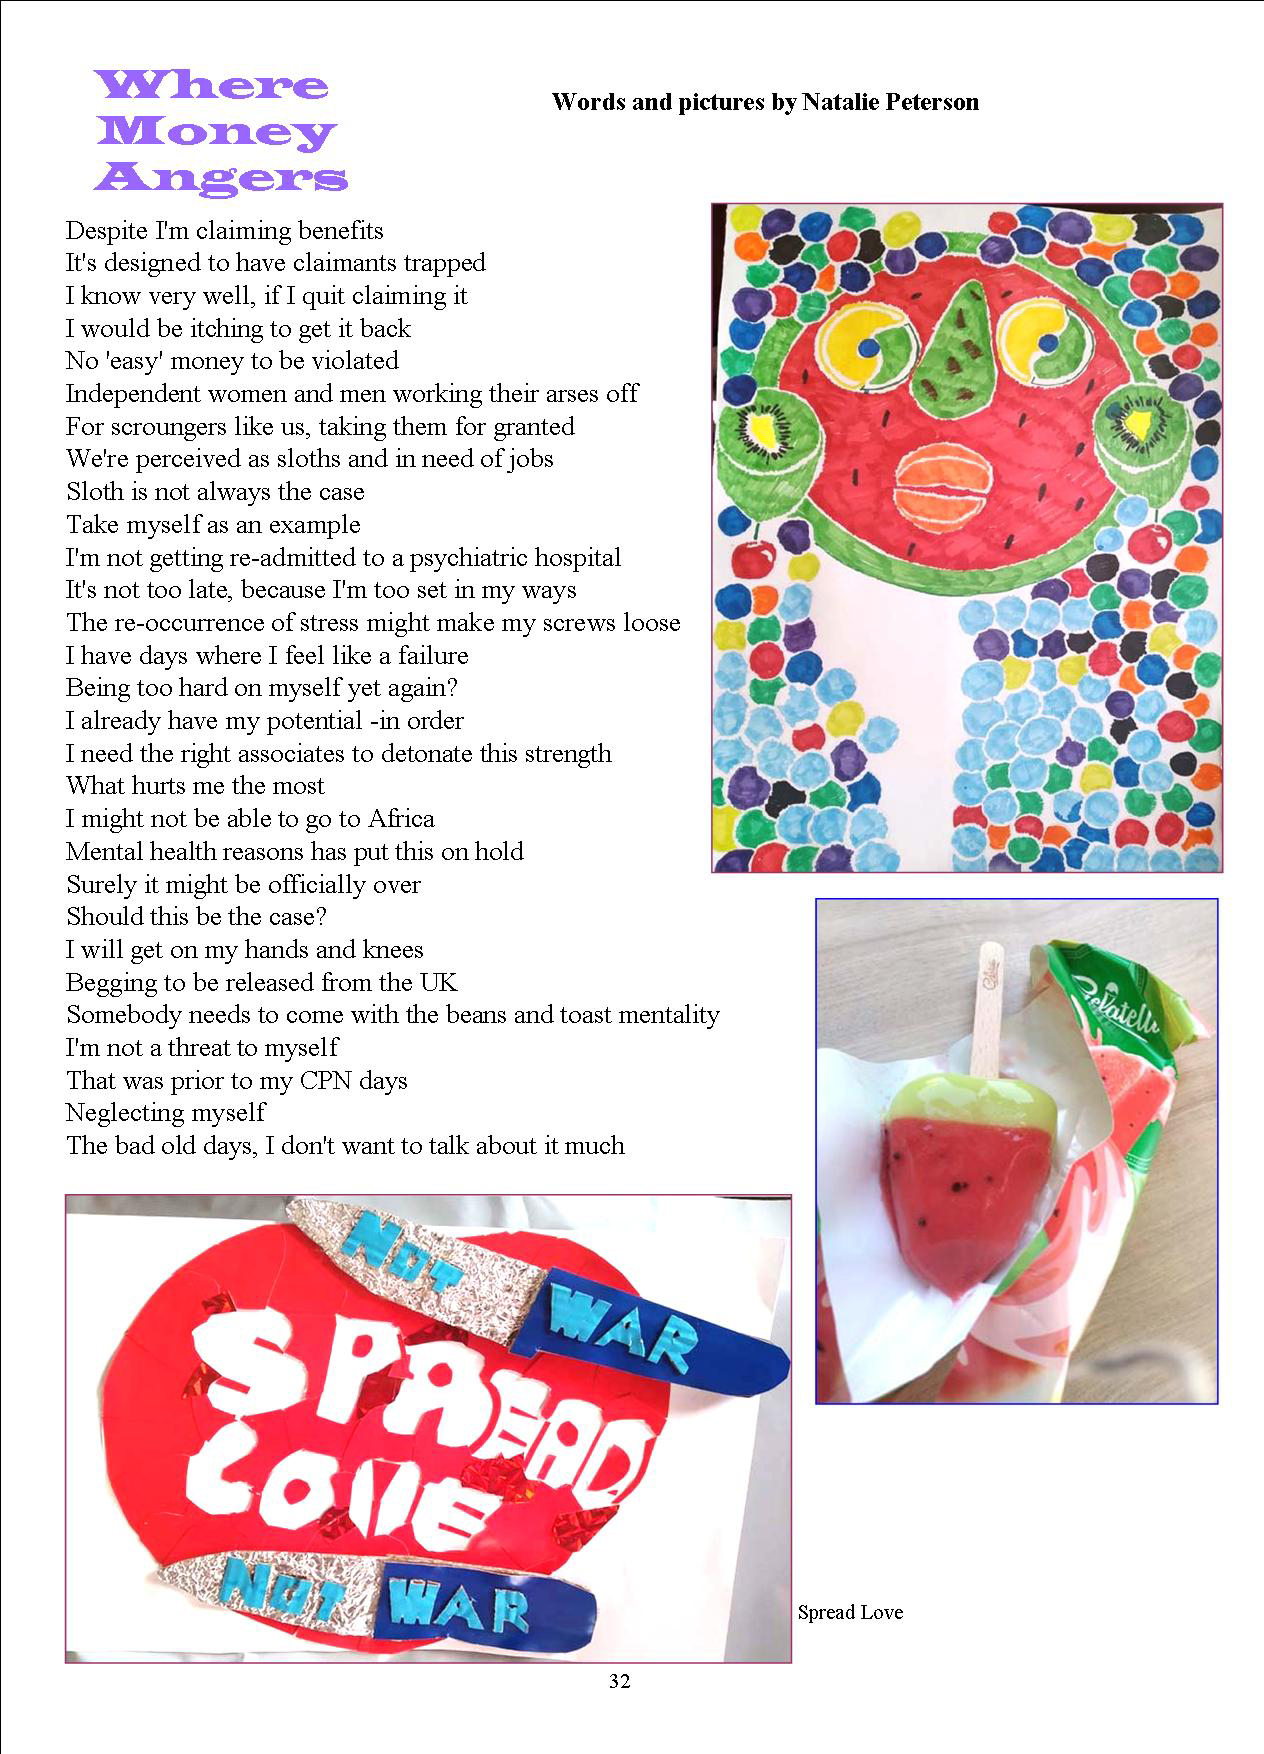 Where
Money
Angers
Words and pictures by Natalie Peterson
Despite I'm claiming benefits
It's designed to have claimants trapped
I know very well, if I quit claiming it
I would be itching to get it back
No 'easy' money to be violated
Independent women and men working their arses off
For scroungers like us, taking them for granted
We're perceived as sloths and in need of jobs
Sloth is not always the case
Take myself as an example
I'm not getting re-admitted to a psychiatric hospital
It's not too late, because I'm too set in my ways
The re-occurrence of stress might make my screws loose
I have days where I feel like a failure
Being too hard on myself yet again?
I already have my potential -in order
I need the right associates to detonate this strength
What hurts me the most
I might not be able to go to Africa
Mental health reasons has put this on hold
Surely it might be officially over
Should this be the case?
I will get on my hands and knees
Begging to be released from the UK
Somebody needs to come with the beans and toast mentality
I'm not a threat to myself
That was prior to my CPN days
Neglecting myself
The bad old days, I don't want to talk about it much
Gelatelli
NOT WAR
SPREAD
LOVE
NOT WAR
Spread Love
32